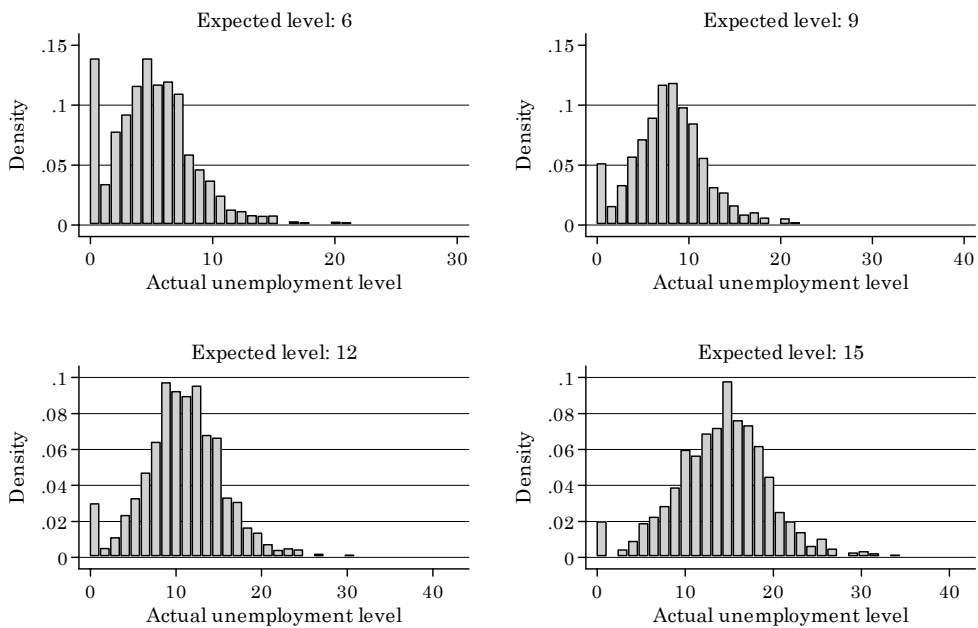 Expected level: 6
.15
.1
.05
0
Density
0 10 20 30
Actual unemployment level
Expected level: 9
.15
.1
.05
0
Density
0 10 20 30 40
Actual unemployment level
Expected level: 12
.1
.08
.06
.04
.02
0
Density
0 10 20 30 40
Actual unemployment level
Expected level: 15
.1
.08
.06
.04
.02
0
Density
0 10 20 30 40
Actual unemployment level